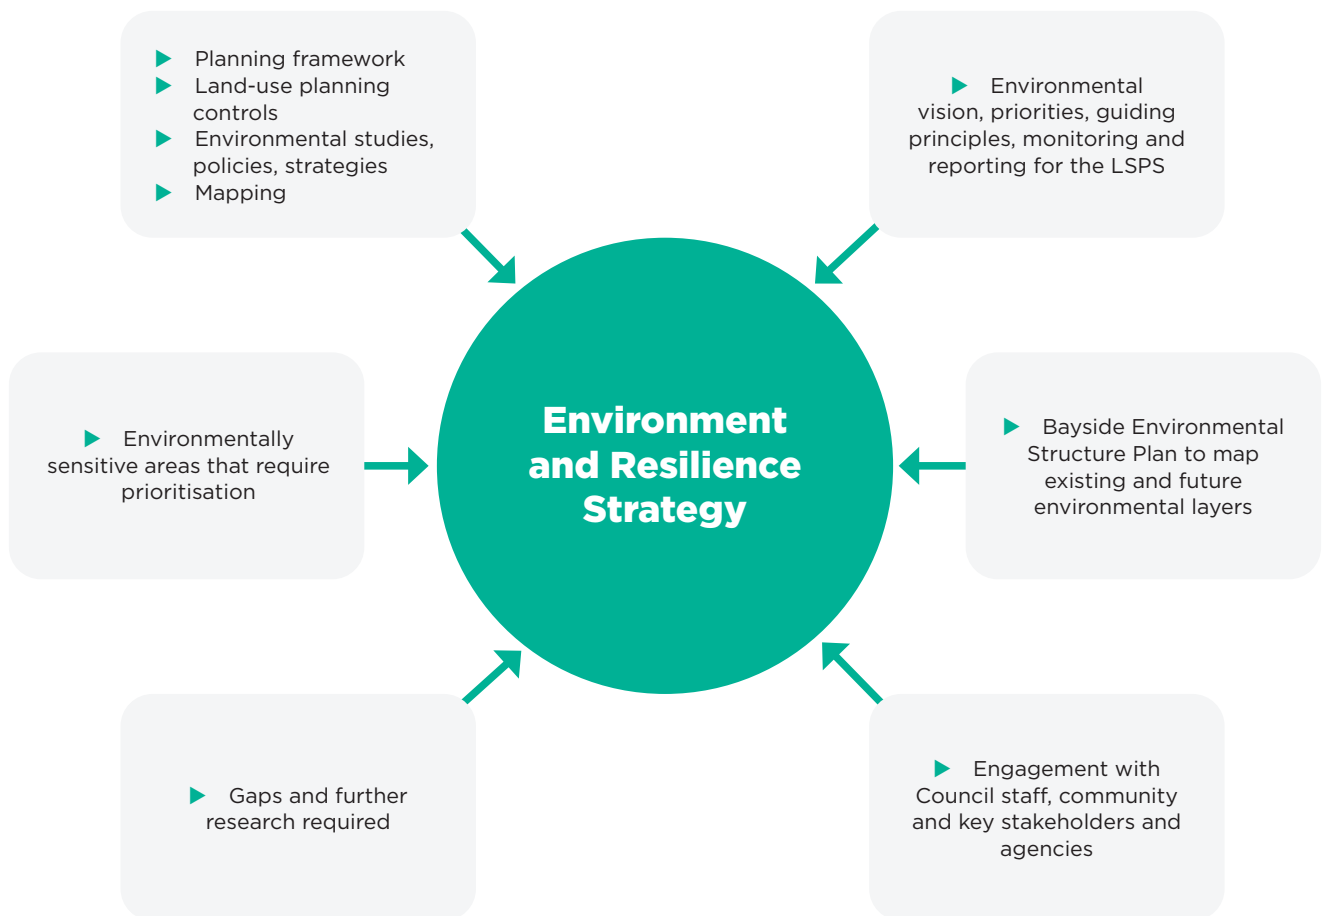 ▶ Planning framework
▶ Land-use planning
controls
▶ Environmental studies,
policies, strategies
▶ Mapping
▶ Environmental
vision, priorities, guiding
principles, monitoring and
reporting for the LSPS
▶ Environmentally
sensitive areas that require
prioritisation
Environment
and Resilience
Strategy
▶ Bayside Environmental
Structure Plan to map
existing and future
environmental layers
▶ Gaps and further
research required
▶ Engagement with
Council staff, community
and key stakeholders and
agencies